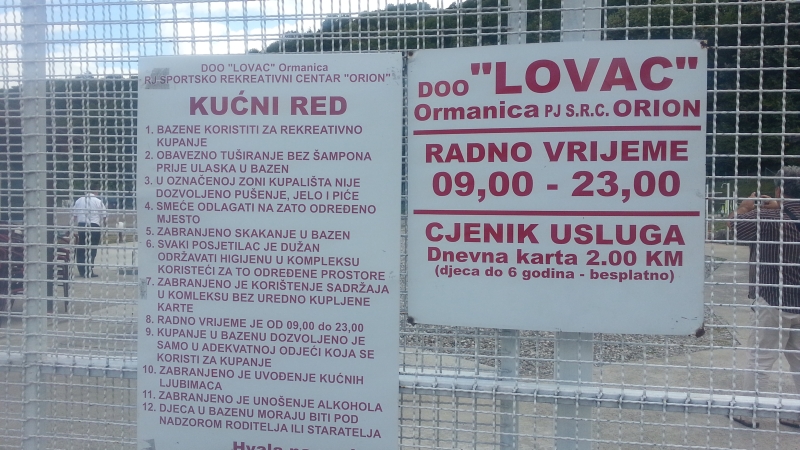 DOO "LOVAC" Ormanica
RJ SPORTSKO REKREATIVNI CENTAR "ORION"
KUĆNI RED
1. BAZENE KORISTITI ZA REKREATIVNO
KUPANJE
2. OBAVEZNO TUŠIRANJE BEZ ŠAMPONA
PRIJE ULASKA U BAZEN
3. U OZNAČENOJ ZONI KUPALIŠTA NIJE
DOZVOLJENO PUŠENJE, JELO I PIĆE
4. SMEĆE ODLAGATI NA ZATO ODREĐENO
MJESTO
5. ZABRANJENO SKAKANJE U BAZEN
6. SVAKI POSJETILAC JE DUŽAN
ODRŽAVATI HIGIJENU U KOMPLEKSU
KORISTEĆI ZA TO ODREĐENE PROSTORE
7. ZABRANJENO JE KORIŠTENJE SADRŽAJA
U KOMLEKSU BEZ UREDNO KUPLJENE
KARTE
8. RADNO VRIJEME JE OD 09,00 do 23,00
9. KUPANJE U BAZENU DOZVOLJENO JE
SAMO U ADEKVATNOJ ODJEĆI KOJA SE
KORISTI ZA KUPANJE
10. ZABRANJENO JE UVOĐENJE KUĆNIH
LJUBIMACA
11. ZABRANJENO JE UNOŠENJE ALKOHOLA
12. DJECA U BAZENU MORAJU BITI POD
NADZOROM RODITELJA ILI STARATELJA
Hvala
DOO "LOVAC"
Ormanica PJ S.R.C. ORION
RADNO VRIJEME
09,00 - 23,00
CJENIK USLUGA
Dnevna karta 2.00 KM
(djeca do 6 godina - besplatno)